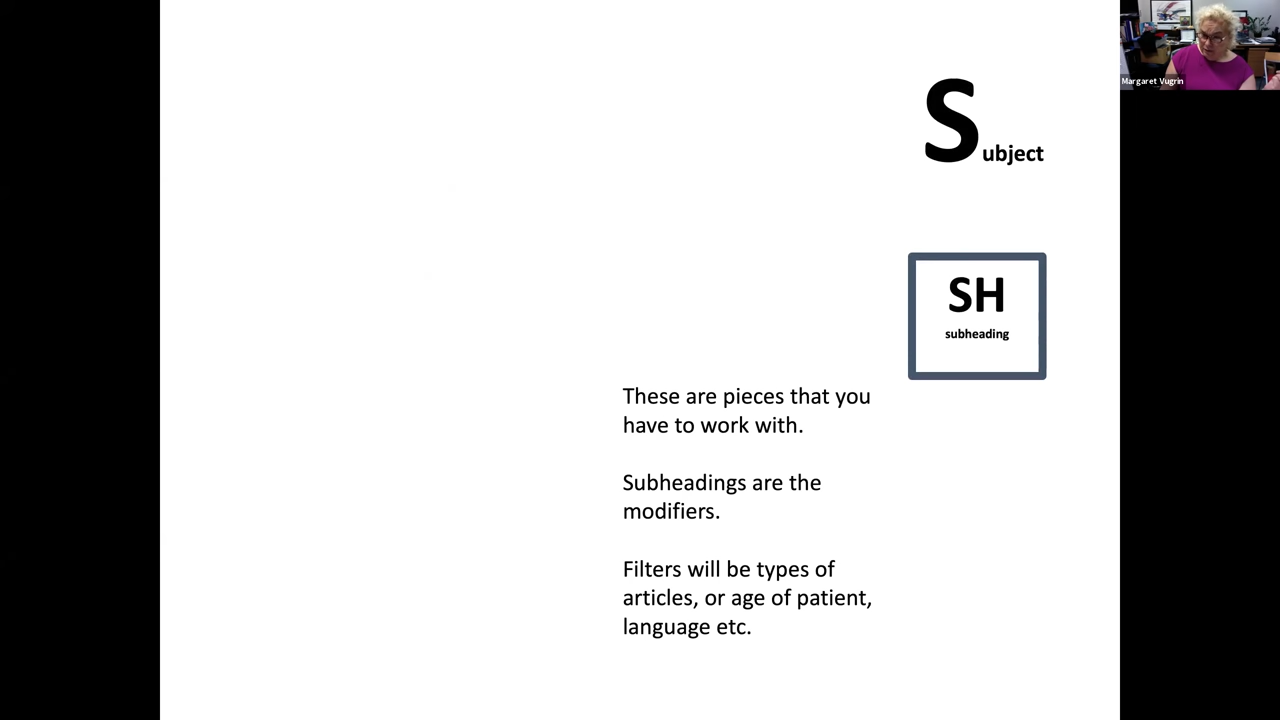 Margaret Vugrin
Subject
SH
subheading
These are pieces that you
have to work with.
Subheadings are the
modifiers.
Filters will be types of
articles, or age of patient,
language etc.